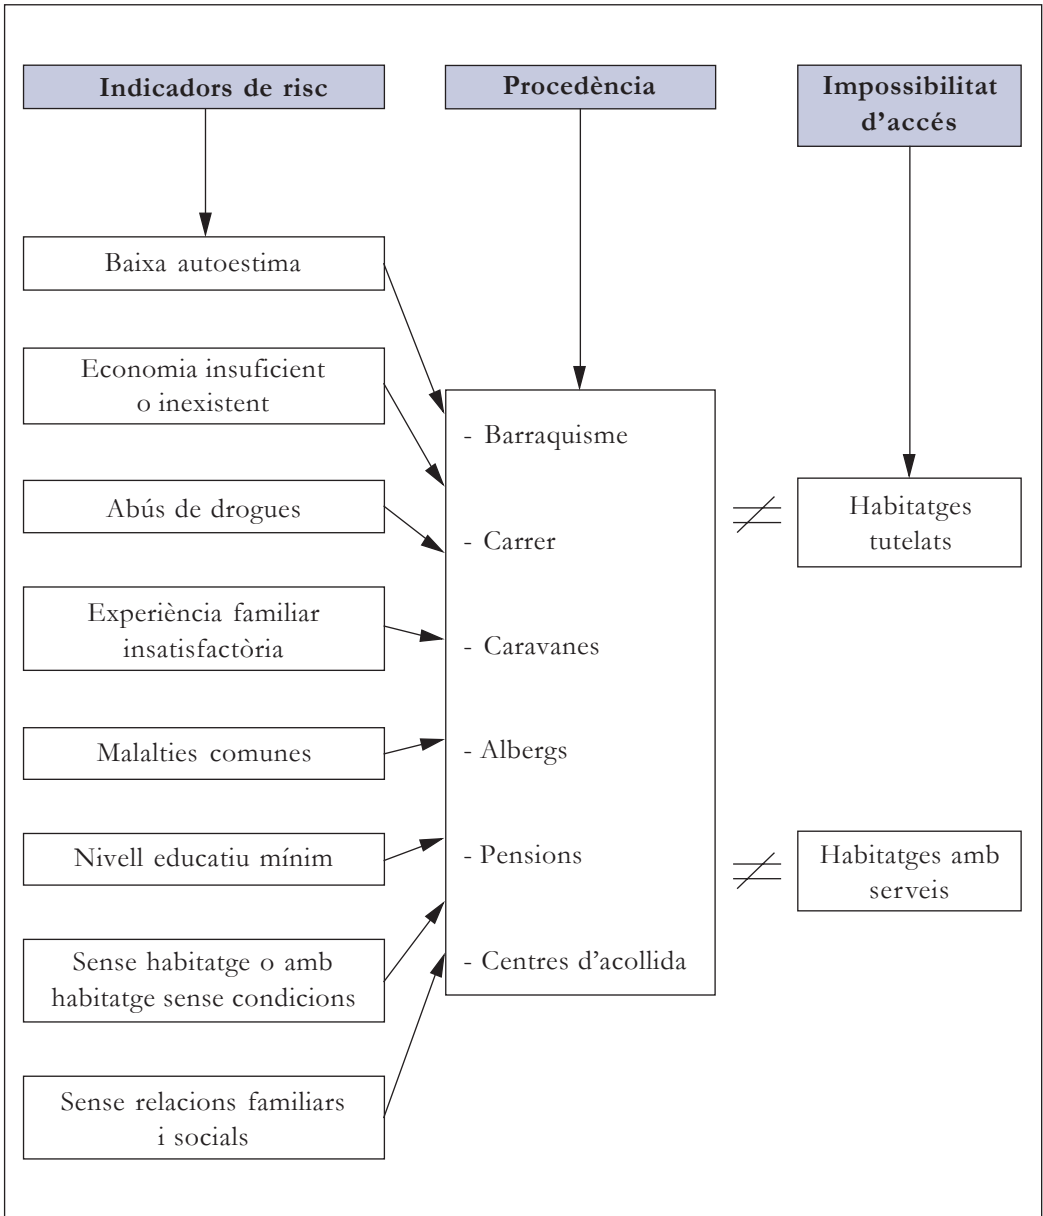 Indicadors de risc
Procedència
Impossibilitat
d'accés
Baixa autoestima
Economia insuficient
o inexistent
Abús de drogues
Experiència familiar
insatisfactòria
Malalties comunes
Nivell educatiu mínim
Sense habitatge o amb
habitatge sense condicions
Sense relacions familiars
i socials
- Barraquisme
- Carrer
- Caravanes
- Albergs
- Pensions
- Centres d'acollida
Habitatges
tutelats
Habitatges amb
serveis